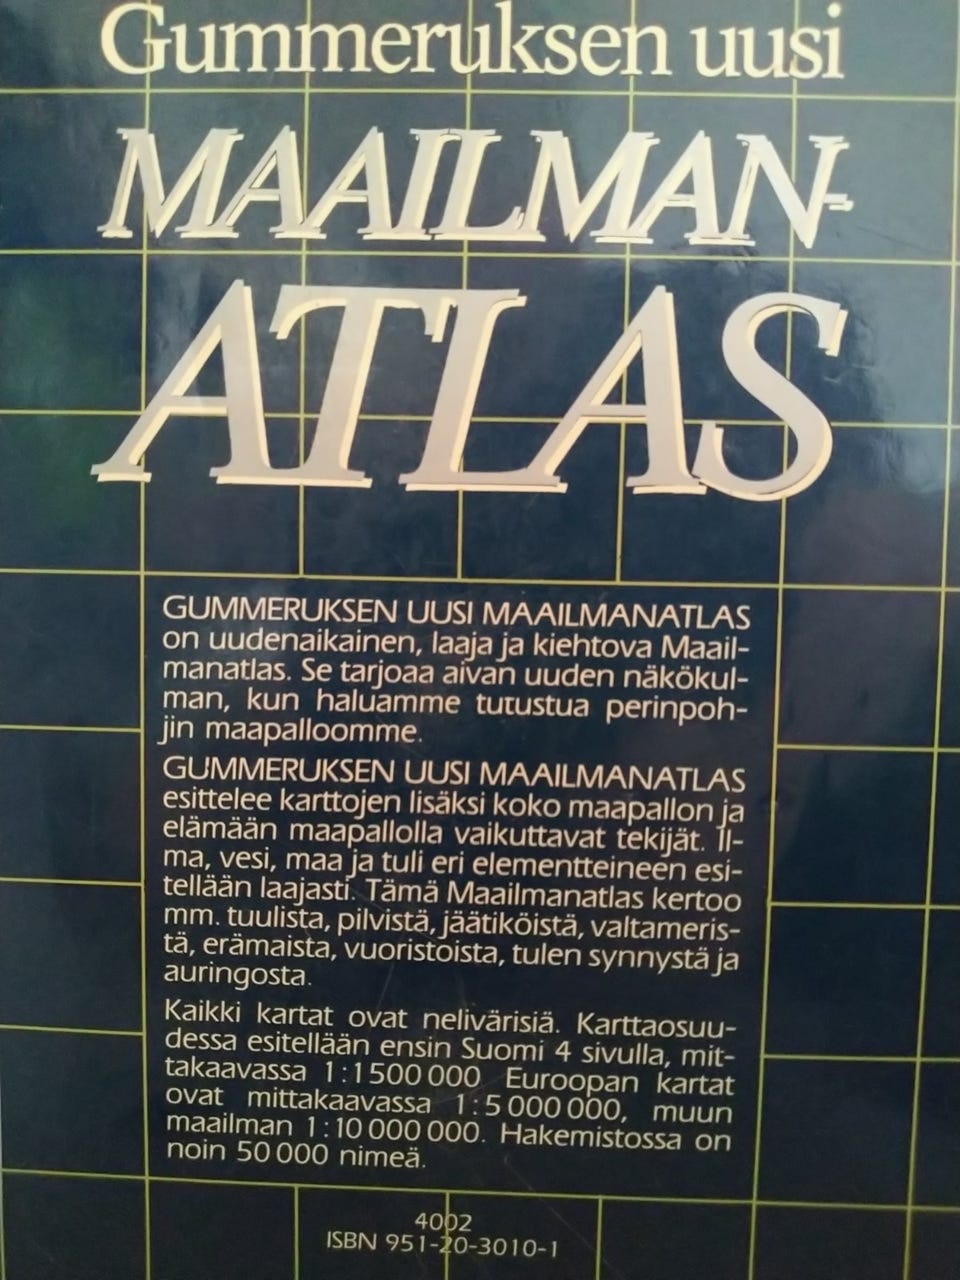 Gummeruksen uusi
MAAILMAN-
ATLAS
GUMMERUKSEN UUSI MAAILMANATLAS
on uudenaikainen, laaja ja kiehtova Maail-
manatlas. Se tarjoaa aivan uuden näkökul-
man, kun haluamme tutustua perinpoh-
jin maapalloomme.
GUMMERUKSEN UUSI MAAILMANATLAS
esittelee karttojen lisäksi koko maapallon ja
elämään maapallolla vaikuttavat tekijät. Il-
ma, vesi, maa ja tuli eri elementteineen esi-
tellään laajasti. Tämä Maailmanatlas kertoo
mm. tuulista, pilvistä, jäätiköistä, valtameris-
tä, erämaista, vuoristoista, tulen synnystä ja
auringosta.
Kaikki kartat ovat nelivärisiä. Karttaosuu-
dessa esitellään ensin Suomi 4 sivulla, mit-
takaavassa 1:1500 000. Euroopan kartat
ovat mittakaavassa 1:5 000 000, muun
maailman 1:10 000 000. Hakemistossa on
noin 50 000 nimeä.
4002
ISBN 951-20-3010-1